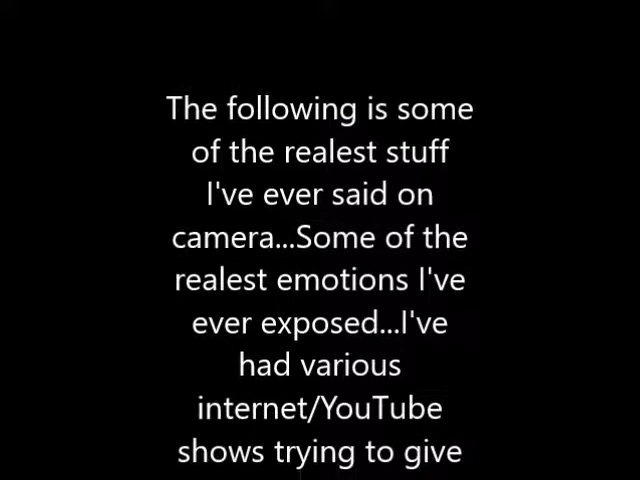 The following is some
of the realest stuff
I've ever said on
camera...Some of the
realest emotions I've
ever exposed...I've
had various
internet/YouTube
shows trying to give